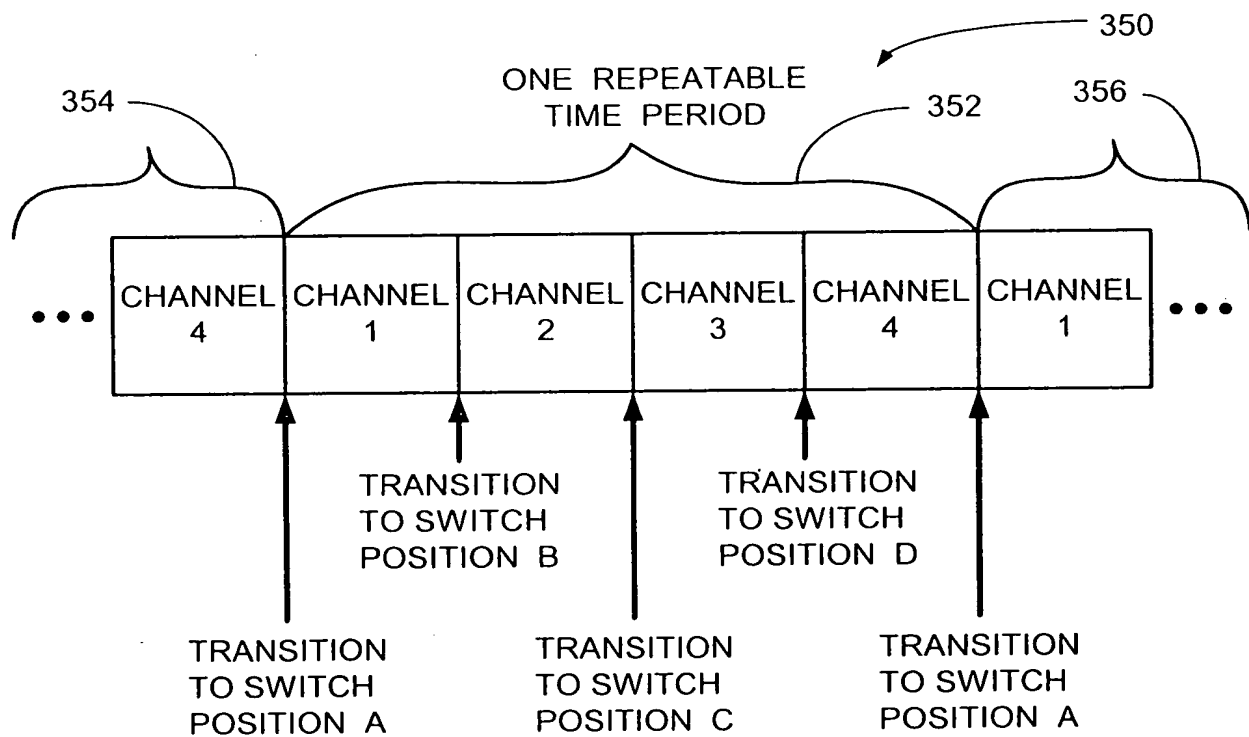 350
ONE REPEATABLE
TIME PERIOD
354
352
356
CHANNEL
4
CHANNEL
1
CHANNEL
2
CHANNEL
3
CHANNEL
4
CHANNEL
1
TRANSITION
TO SWITCH
POSITION B
TRANSITION
TO SWITCH
POSITION D
TRANSITION
TO SWITCH
POSITION A
TRANSITION
TO SWITCH
POSITION C
TRANSITION
TO SWITCH
POSITION A